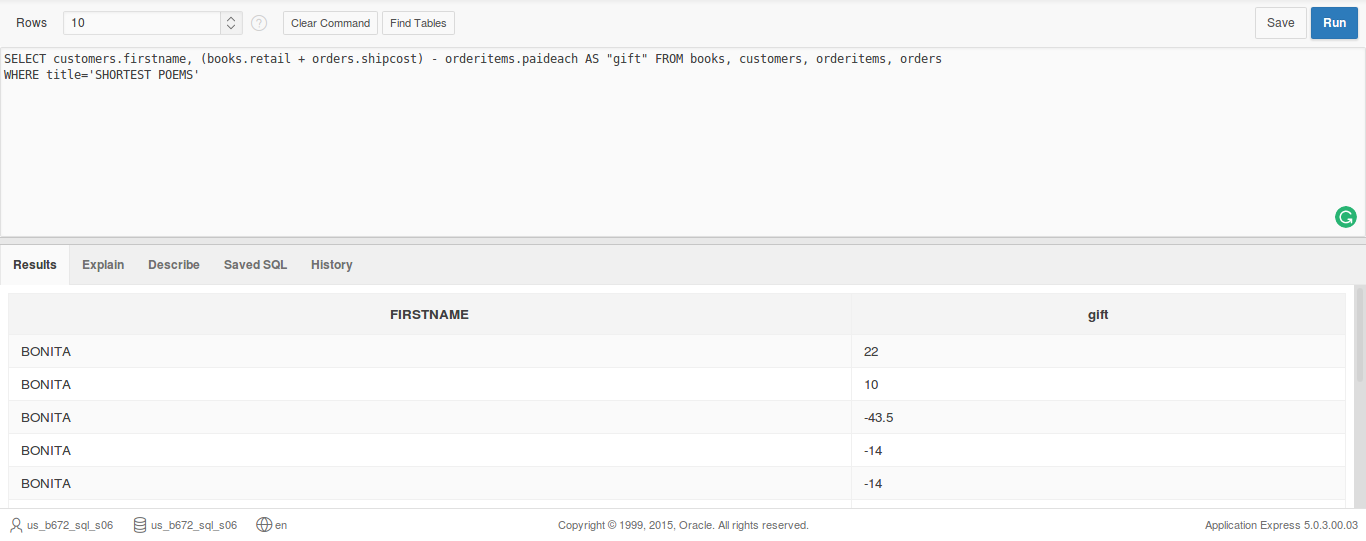 Rows 10 ? Clear Command Find Tables Save Run
SELECT customers.firstname, (books.retail + orders.shipcost) - orderitems.paideach AS "gift" FROM books, customers, orderitems, orders
WHERE title='SHORTEST POEMS'
Results Explain Describe Saved SQL History
FIRSTNAME gift
BONITA 22
BONITA 10
BONITA -43.5
BONITA -14
BONITA -14
us_b672_sql_s06 us_b672_sql_s06 en Copyright © 1999, 2015, Oracle. All rights reserved. Application Express 5.0.3.00.03